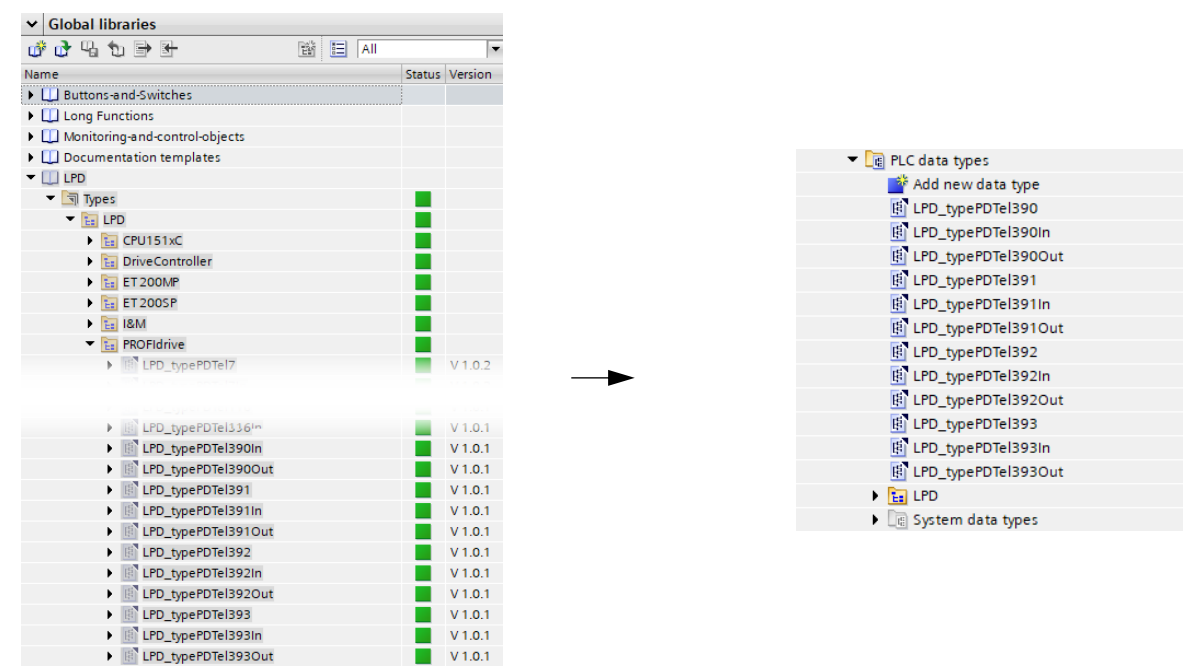 Global libraries
All
Name Status Version
Buttons-and-Switches
Long Functions
Monitoring-and-control-objects
Documentation templates
LPD
Types
LPD
CPU151xC
DriveController
ET 200MP
ET 200SP
I&M
PROFIdrive
LPD_typePDTel7 V 1.0.2
LPD_typePDTel336In V 1.0.1
LPD_typePDTel390In V 1.0.1
LPD_typePDTel390Out V 1.0.1
LPD_typePDTel391 V 1.0.1
LPD_typePDTel391In V 1.0.1
LPD_typePDTel391Out V 1.0.1
LPD_typePDTel392 V 1.0.1
LPD_typePDTel392In V 1.0.1
LPD_typePDTel392Out V 1.0.1
LPD_typePDTel393 V 1.0.1
LPD_typePDTel393In V 1.0.1
LPD_typePDTel393Out V 1.0.1
PLC data types
Add new data type
LPD_typePDTel390
LPD_typePDTel390In
LPD_typePDTel390Out
LPD_typePDTel391
LPD_typePDTel391In
LPD_typePDTel391Out
LPD_typePDTel392
LPD_typePDTel392In
LPD_typePDTel392Out
LPD_typePDTel393
LPD_typePDTel393In
LPD_typePDTel393Out
LPD
System data types